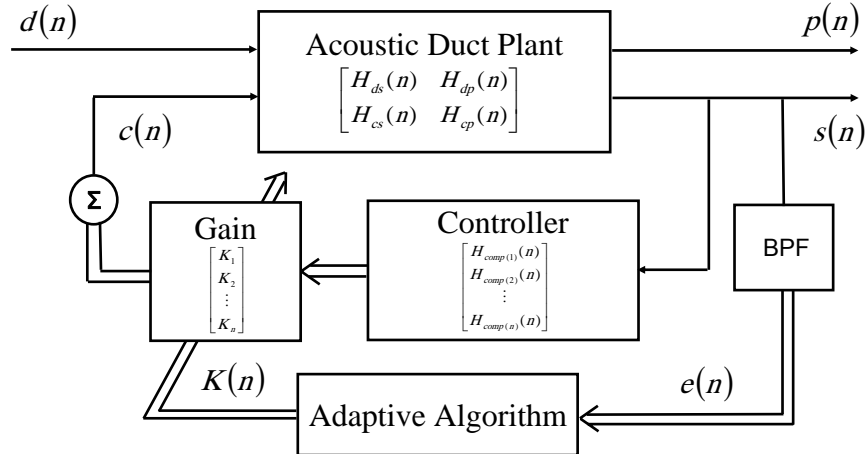 d(n)
p(n)
Acoustic Duct Plant
[H_ds(n) H_dp(n)
H_cs(n) H_cp(n)]
c(n)
s(n)
Σ
Gain
[K_1
K_2
⋮
K_n]
Controller
[H_comp(1)(n)
H_comp(2)(n)
⋮
H_comp(n)(n)]
BPF
K(n)
e(n)
Adaptive Algorithm